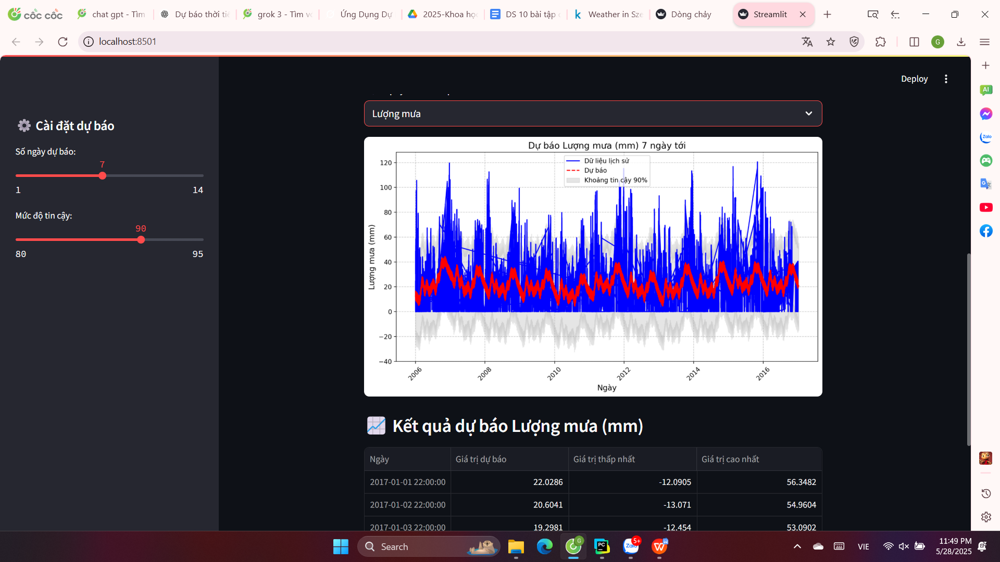 cốc cốc
chat gpt - Tìm
Dự báo thời tiế
grok 3 - Tìm vớ
Ứng Dụng Dự
2025-Khoa học
DS 10 bài tập c
Weather in Sze
Dòng chảy
Streamlit
localhost:8501
G
Deploy
AI
Zalo
Cài đặt dự báo
Số ngày dự báo:
7
1
14
Mức độ tin cậy:
90
80
95
Lượng mưa
Dự báo Lượng mưa (mm) 7 ngày tới
Dữ liệu lịch sử
Dự báo
Khoảng tin cậy 90%
Lượng mưa (mm)
120
100
80
60
40
20
0
−20
−40
2006
2008
2010
2012
2014
2016
Ngày
Kết quả dự báo Lượng mưa (mm)
Ngày Giá trị dự báo Giá trị thấp nhất Giá trị cao nhất
2017-01-01 22:00:00 22.0286 -12.0905 56.3482
2017-01-02 22:00:00 20.6041 -13.071 54.9604
2017-01-03 22:00:00 19.2981 -12.454 53.0902
Search
G
PC
Zalo
5+
W
VIE
11:49 PM
5/28/2025